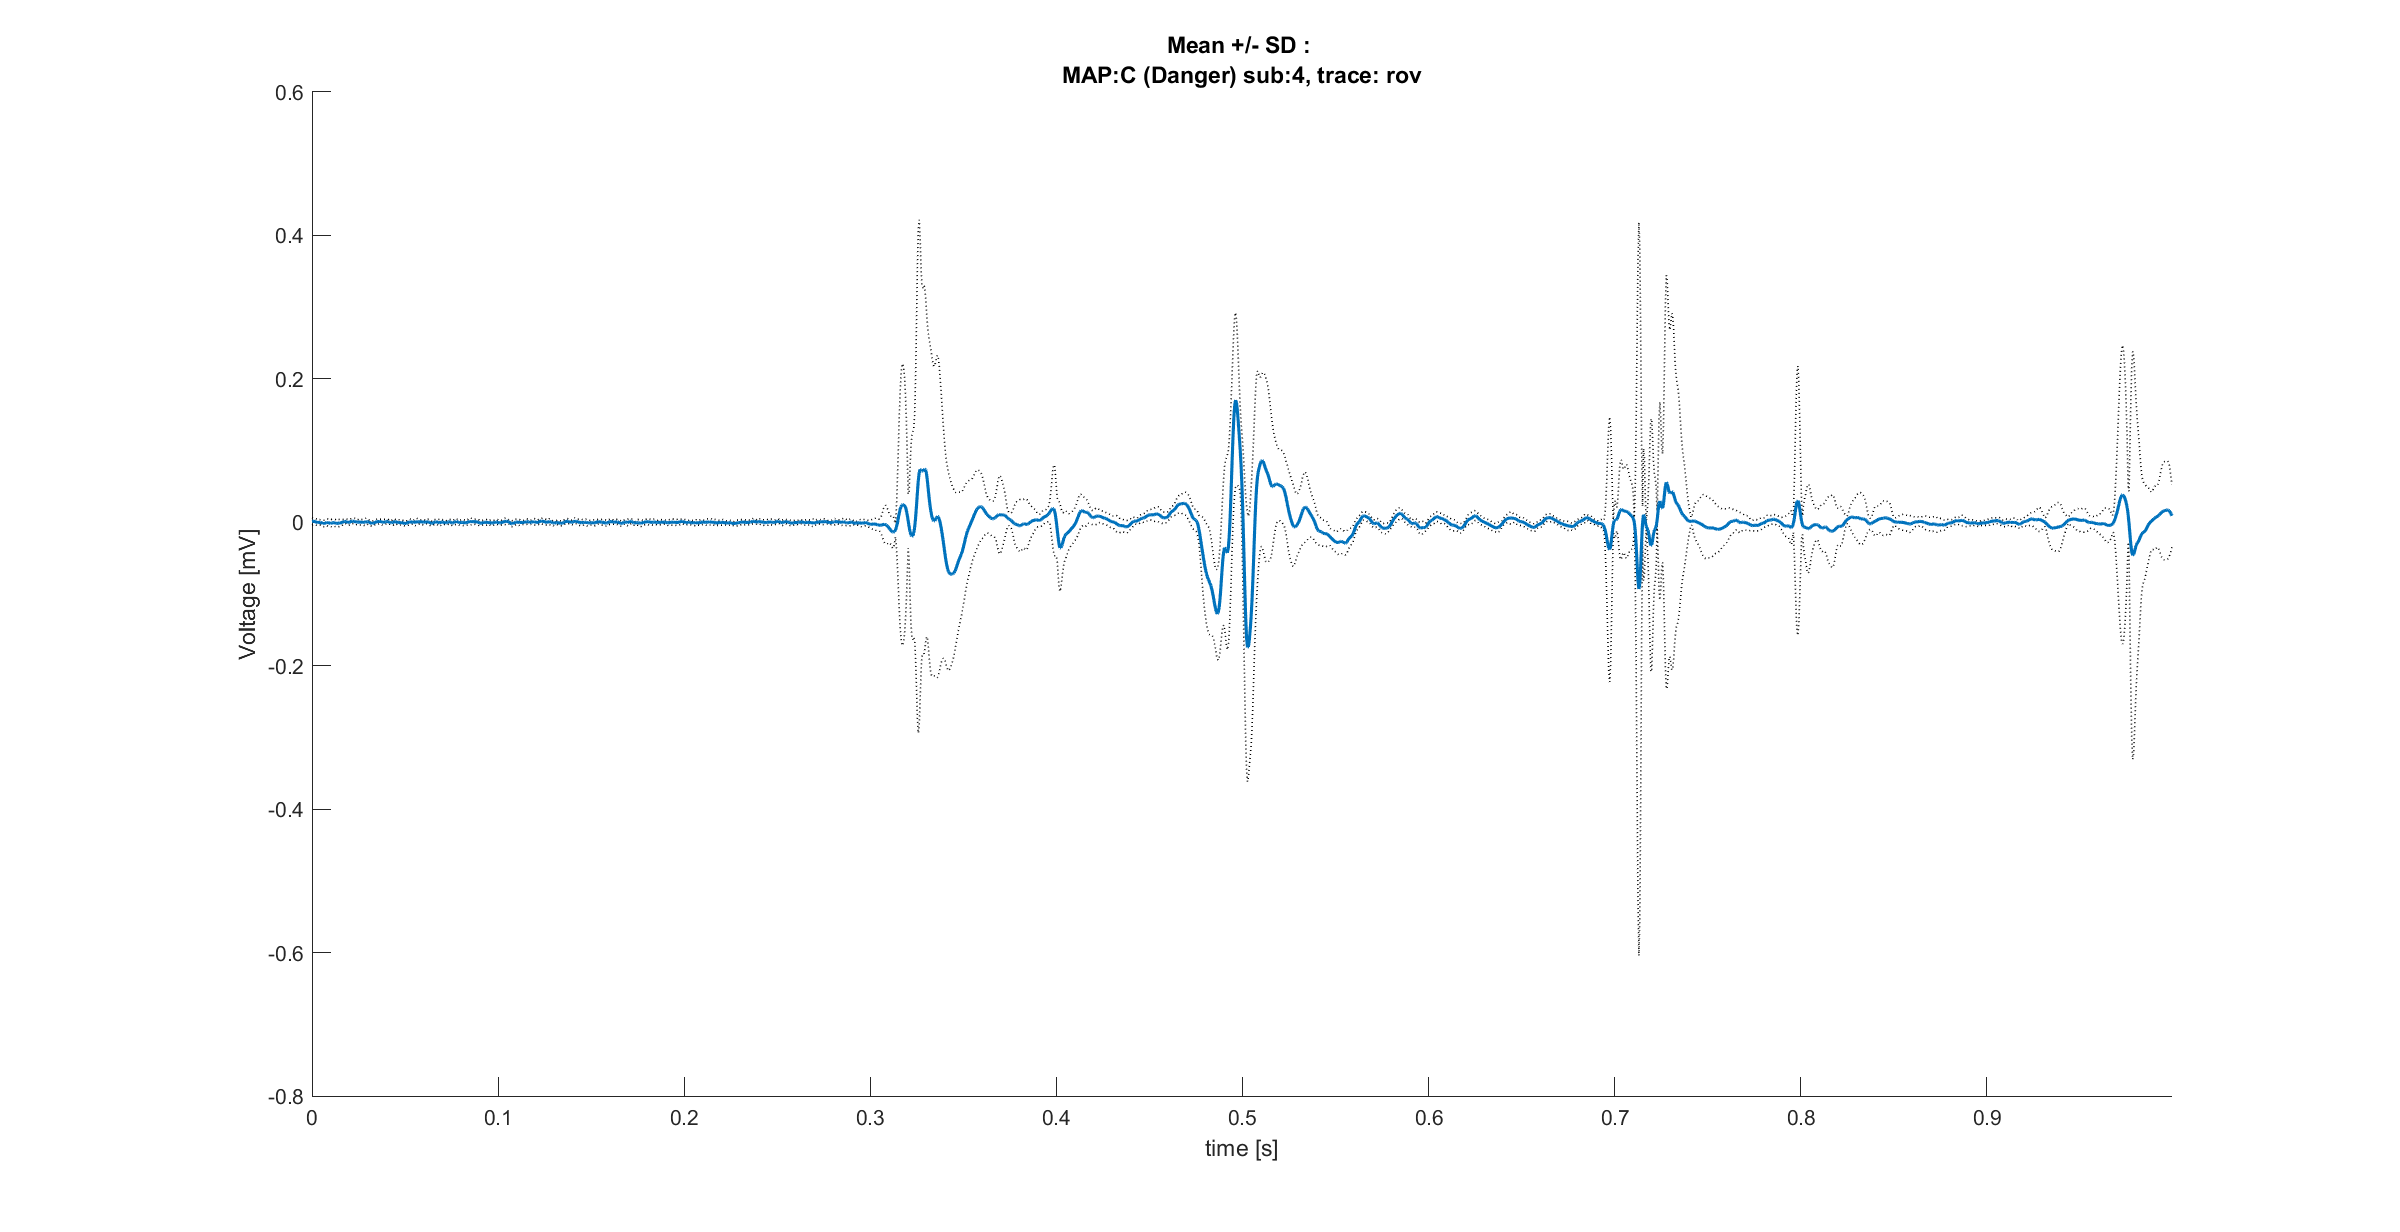 Mean +/- SD :
MAP:C (Danger) sub:4, trace: rov
0.6
0.4
0.2
0
-0.2
-0.4
-0.6
-0.8
Voltage [mV]
0 0.1 0.2 0.3 0.4 0.5 0.6 0.7 0.8 0.9
time [s]